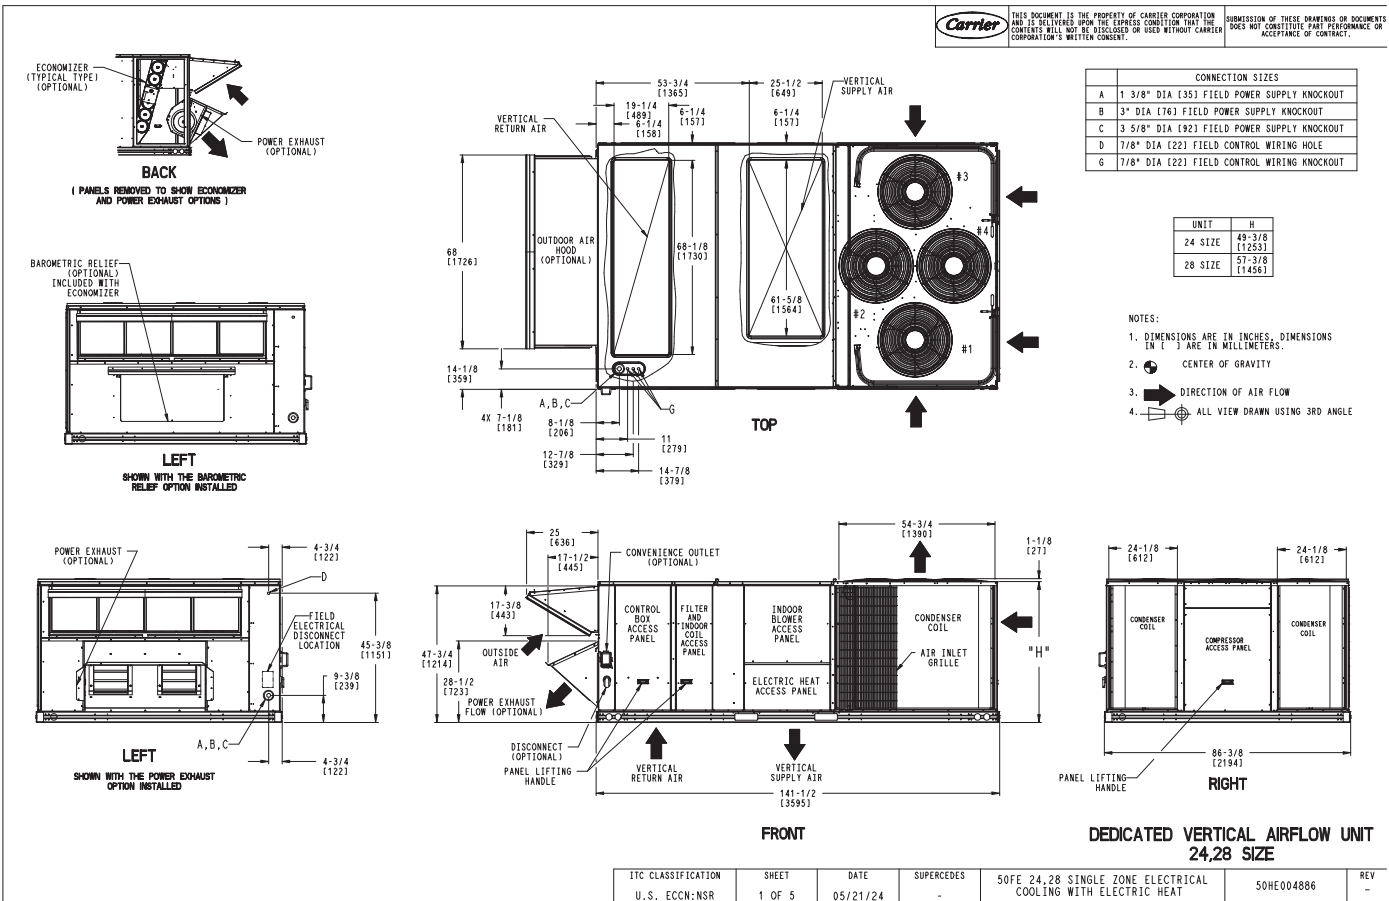 Carrier
THIS DOCUMENT IS THE PROPERTY OF CARRIER CORPORATION
AND IS DELIVERED UPON THE EXPRESS CONDITION THAT THE
CONTENTS WILL NOT BE DISCLOSED OR USED WITHOUT CARRIER
CORPORATION'S WRITTEN CONSENT.
SUBMISSION OF THESE DRAWINGS OR DOCUMENTS
DOES NOT CONSTITUTE PART PERFORMANCE OR
ACCEPTANCE OF CONTRACT.
ECONOMIZER
(TYPICAL TYPE)
(OPTIONAL)
POWER EXHAUST
(OPTIONAL)
BACK
( PANELS REMOVED TO SHOW ECONOMIZER
AND POWER EXHAUST OPTIONS )
BAROMETRIC RELIEF
(OPTIONAL)
INCLUDED WITH
ECONOMIZER
LEFT
SHOWN WITH THE BAROMETRIC
RELIEF OPTION INSTALLED
53-3/4
[1365]
25-1/2
[649]
VERTICAL
SUPPLY AIR
19-1/4
[489]
6-1/4
[157]
6-1/4
[157]
6-1/4
[158]
VERTICAL
RETURN AIR
#3
#4
OUTDOOR AIR
HOOD
(OPTIONAL)
68
[1726]
68-1/8
[1730]
61-5/8
[1564]
#2
#1
14-1/8
[359]
A,B,C
G
4X 7-1/8
[181]
8-1/8
[206]
11
[279]
12-7/8
[329]
14-7/8
[379]
TOP
CONNECTION SIZES
A 1 3/8" DIA [35] FIELD POWER SUPPLY KNOCKOUT
B 3" DIA [76] FIELD POWER SUPPLY KNOCKOUT
C 3 5/8" DIA [92] FIELD POWER SUPPLY KNOCKOUT
D 7/8" DIA [22] FIELD CONTROL WIRING HOLE
G 7/8" DIA [22] FIELD CONTROL WIRING KNOCKOUT
UNIT H
24 SIZE 49-3/8
[1253]
28 SIZE 57-3/8
[1456]
NOTES:
1. DIMENSIONS ARE IN INCHES, DIMENSIONS
IN [ ] ARE IN MILLIMETERS.
2. CENTER OF GRAVITY
3. DIRECTION OF AIR FLOW
4. ALL VIEW DRAWN USING 3RD ANGLE
POWER EXHAUST
(OPTIONAL)
4-3/4
[122]
D
FIELD
ELECTRICAL
DISCONNECT
LOCATION
45-3/8
[1151]
9-3/8
[239]
A,B,C
4-3/4
[122]
LEFT
SHOWN WITH THE POWER EXHAUST
OPTION INSTALLED
25
[636]
17-1/2
[445]
CONVENIENCE OUTLET
(OPTIONAL)
54-3/4
[1390]
1-1/8
[27]
17-3/8
[443]
47-3/4
[1214]
28-1/2
[723]
OUTSIDE
AIR
POWER EXHAUST
FLOW (OPTIONAL)
CONTROL
BOX
ACCESS
PANEL
FILTER
AND
INDOOR
COIL
ACCESS
PANEL
INDOOR
BLOWER
ACCESS
PANEL
ELECTRIC HEAT
ACCESS PANEL
CONDENSER
COIL
AIR INLET
GRILLE
"H"
DISCONNECT
(OPTIONAL)
PANEL LIFTING
HANDLE
VERTICAL
RETURN AIR
VERTICAL
SUPPLY AIR
141-1/2
[3595]
FRONT
24-1/8
[612]
24-1/8
[612]
CONDENSER
COIL
COMPRESSOR
ACCESS PANEL
CONDENSER
COIL
86-3/8
[2194]
PANEL LIFTING
HANDLE
RIGHT
DEDICATED VERTICAL AIRFLOW UNIT
24,28 SIZE
ITC CLASSIFICATION
U.S. ECCN:NSR
SHEET
1 OF 5
DATE
05/21/24
SUPERCEDES
-
50FE 24,28 SINGLE ZONE ELECTRICAL
COOLING WITH ELECTRIC HEAT
50HE004886
REV
-